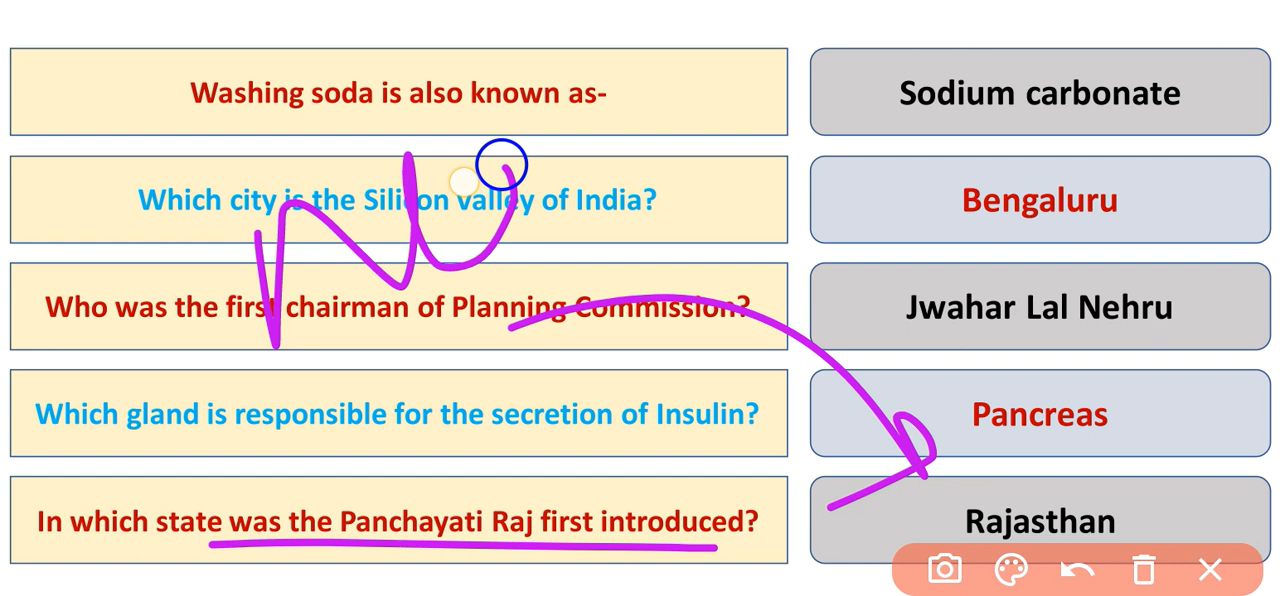 Washing soda is also known as-
Sodium carbonate
Which city is the Silicon valley of India?
Bengaluru
Who was the first chairman of Planning Commission?
Jwahar Lal Nehru
Which gland is responsible for the secretion of Insulin?
Pancreas
In which state was the Panchayati Raj first introduced?
Rajasthan